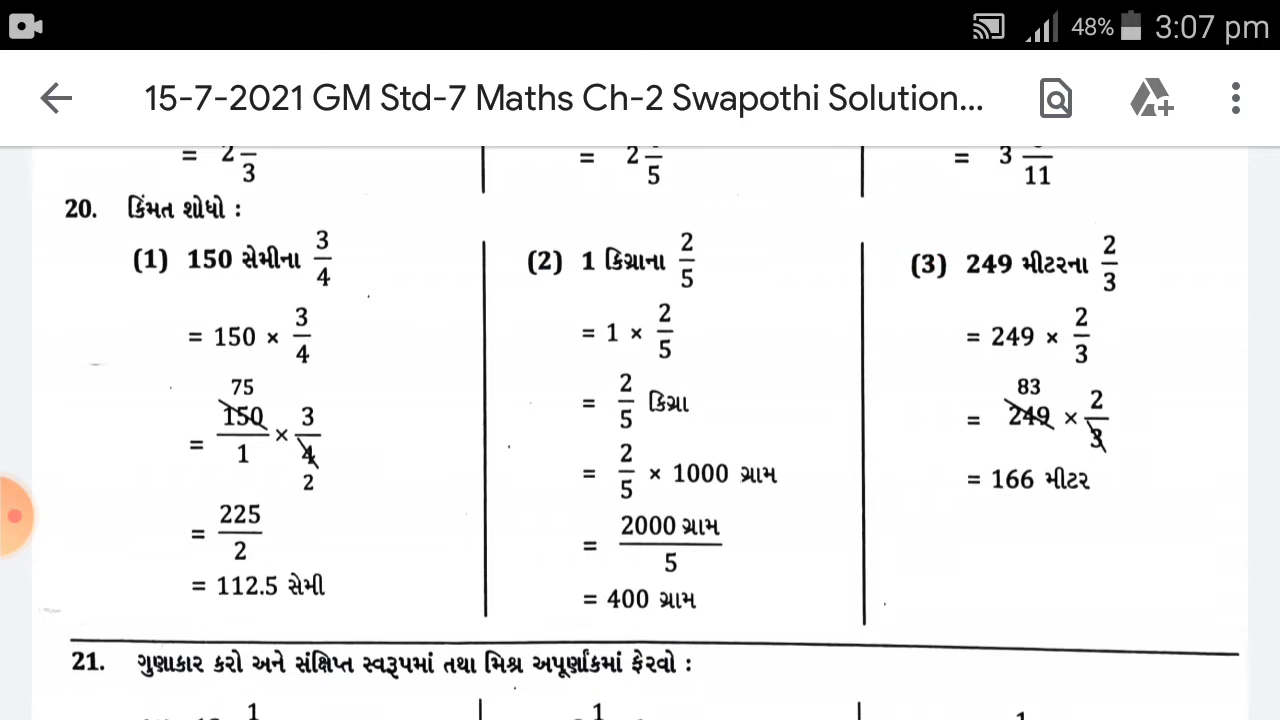 48% 3:07 pm
15-7-2021 GM Std-7 Maths Ch-2 Swapothi Solution...
20. કિંમત શોધો :
(1) 150 સેમીના 3/4
= 150 × 3/4
75
= 150/1 × 3/4
2
= 225/2
= 112.5 સેમી
(2) 1 કિગ્રાના 2/5
= 1 × 2/5
= 2/5 કિગ્રા
= 2/5 × 1000 ગ્રામ
= 2000 ગ્રામ/5
= 400 ગ્રામ
(3) 249 મીટરના 2/3
= 249 × 2/3
83
= 249 × 2/3
= 166 મીટર
21. ગુણાકાર કરો અને સંક્ષિપ્ત સ્વરૂપમાં તથા મિશ્ર અપૂર્ણાંકમાં ફેરવો :